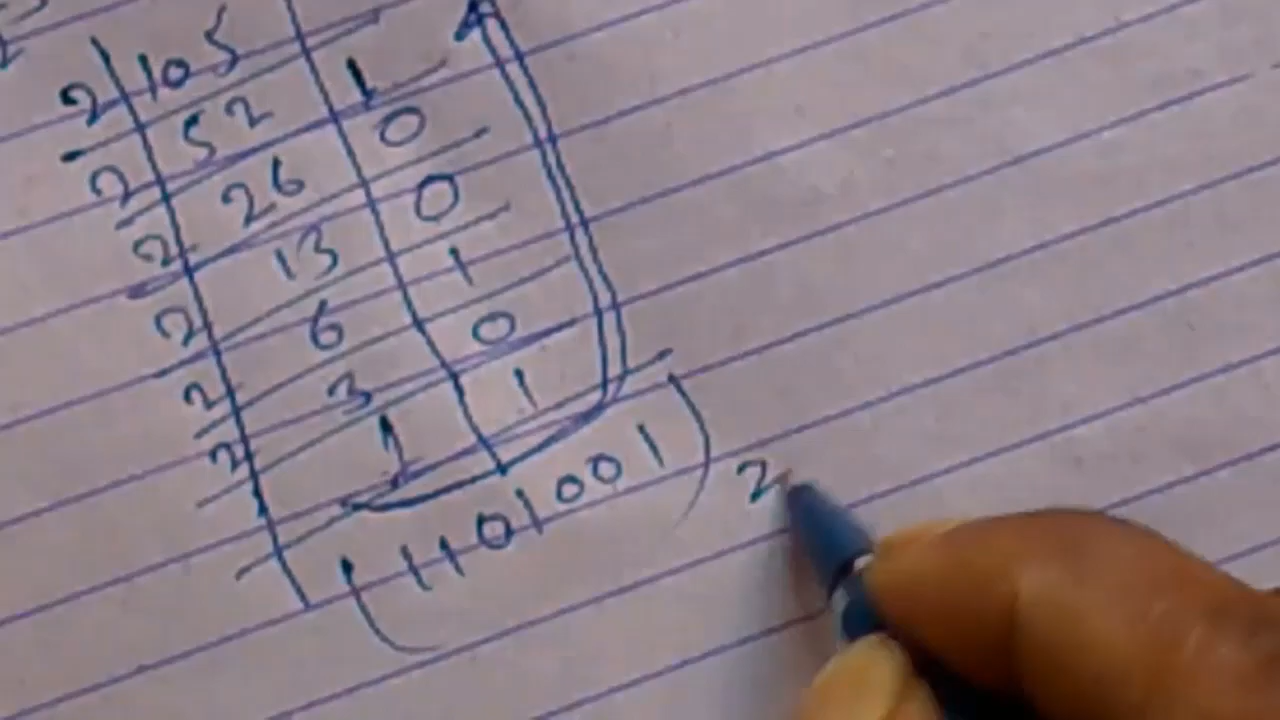 2 105
2 52 1
2 26 0
2 13 0
2 6 1
2 3 0
1 1
(1101001) 2